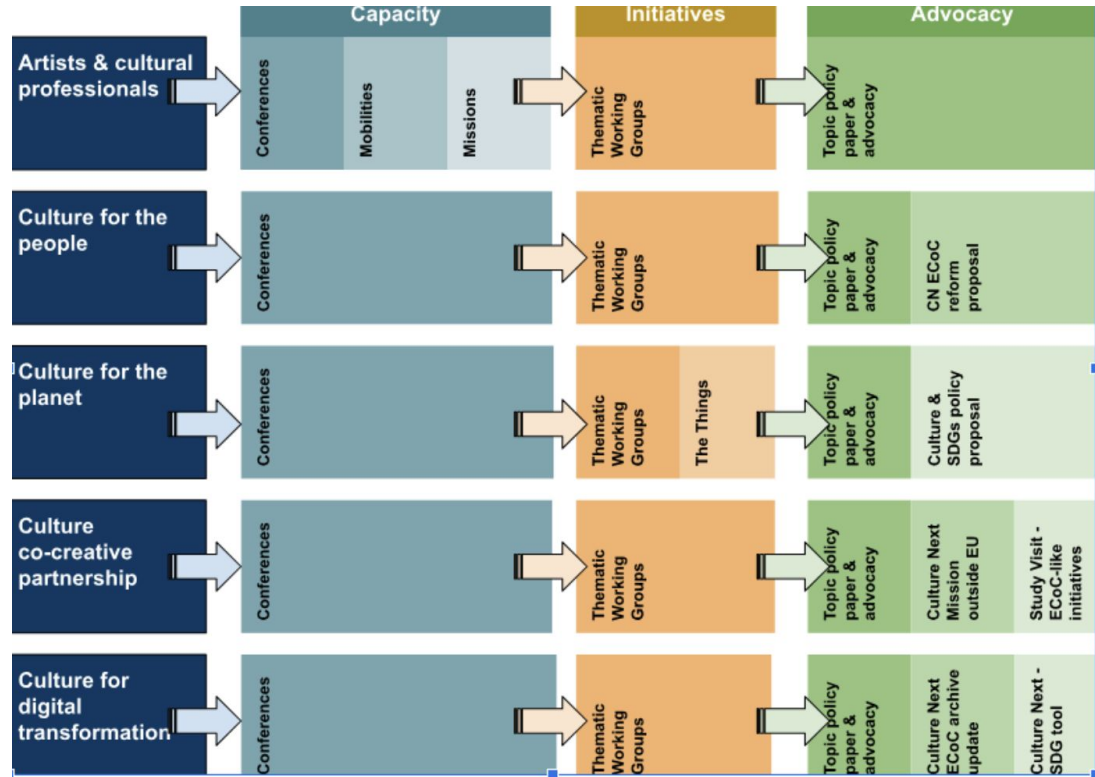 Capacity
Initiatives
Advocacy
Artists & cultural
professionals
Conferences
Mobilities
Missions
Thematic
Working
Groups
Topic policy
paper &
advocacy
Culture for the
people
Conferences
Thematic
Working
Groups
Topic policy
paper &
advocacy
CN ECoC
reform
proposal
Culture for the
planet
Conferences
Thematic
Working
Groups
The Things
Topic policy
paper &
advocacy
Culture &
SDGs policy
proposal
Culture
co-creative
partnership
Conferences
Thematic
Working
Groups
Topic policy
paper &
advocacy
Culture Next
Mission
outside EU
Study Visit -
ECoC-like
initiatives
Culture for
digital
transformation
Conferences
Thematic
Working
Groups
Topic policy
paper &
advocacy
Culture Next
ECoC archive
update
Culture Next -
SDG tool